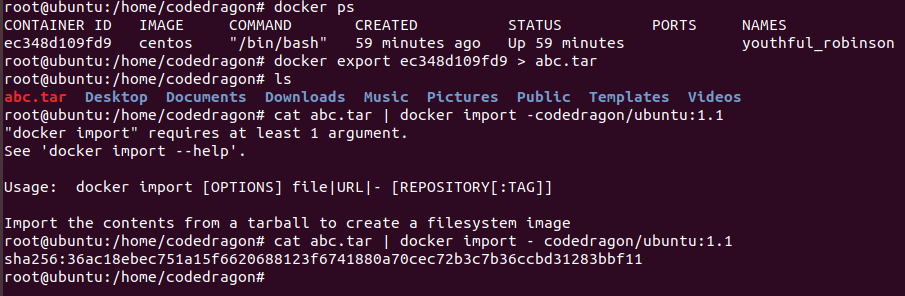 root@ubuntu:/home/codedragon# docker ps
CONTAINER ID   IMAGE     COMMAND       CREATED          STATUS          PORTS     NAMES
ec348d109fd9   centos    "/bin/bash"   59 minutes ago   Up 59 minutes             youthful_robinson
root@ubuntu:/home/codedragon# docker export ec348d109fd9 > abc.tar
root@ubuntu:/home/codedragon# ls
abc.tar  Desktop  Documents  Downloads  Music  Pictures  Public  Templates  Videos
root@ubuntu:/home/codedragon# cat abc.tar | docker import -codedragon/ubuntu:1.1
"docker import" requires at least 1 argument.
See 'docker import --help'.
Usage:  docker import [OPTIONS] file|URL|- [REPOSITORY[:TAG]]
Import the contents from a tarball to create a filesystem image
root@ubuntu:/home/codedragon# cat abc.tar | docker import - codedragon/ubuntu:1.1
sha256:36ac18ebec751a15f6620688123f6741880a70cec72b3c7b36ccbd31283bbf11
root@ubuntu:/home/codedragon#